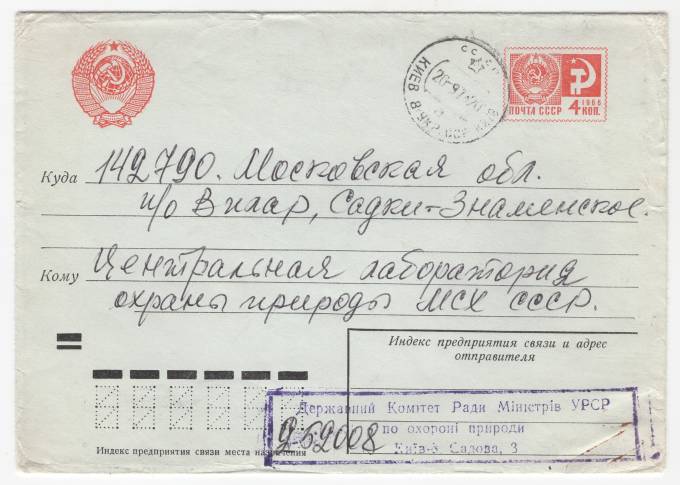 ПОЧТА СССР
1966
4 КОП.
КИЕВ
Куда 142790. Московская обл.
п/о Вилар, Садки-Знаменское.
Кому Центральная лаборатория
охраны природы МСХ СССР.
Индекс предприятия связи и адрес
отправителя
Державний Комітет Ради Міністрів УРСР
по охороні природи
Київ-8 Садова, 3
Индекс предприятия связи места назначения